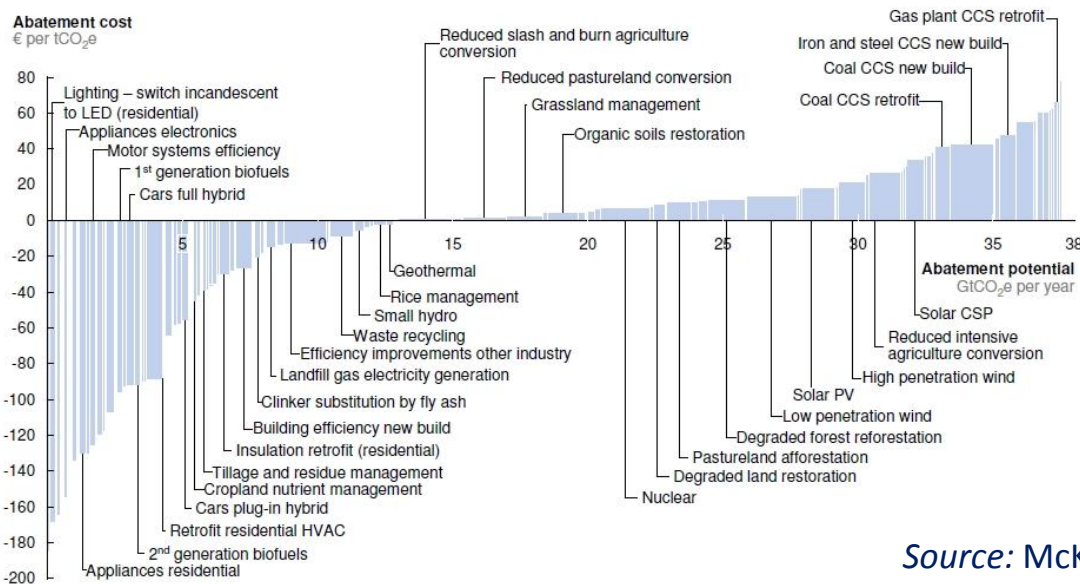 Abatement cost
€ per tCO₂e
80
60
40
20
0
-20
-40
-60
-80
-100
-120
-140
-160
-180
-200
Lighting – switch incandescent
to LED (residential)
Appliances electronics
Motor systems efficiency
1st generation biofuels
Cars full hybrid
Reduced slash and burn agriculture
conversion
Reduced pastureland conversion
Grassland management
Organic soils restoration
Gas plant CCS retrofit
Iron and steel CCS new build
Coal CCS new build
Coal CCS retrofit
5
10
15
20
25
30
35
38
Abatement potential
GtCO₂e per year
Geothermal
Rice management
Small hydro
Waste recycling
Efficiency improvements other industry
Landfill gas electricity generation
Clinker substitution by fly ash
Building efficiency new build
Insulation retrofit (residential)
Tillage and residue management
Cropland nutrient management
Cars plug-in hybrid
Retrofit residential HVAC
2nd generation biofuels
Appliances residential
Solar CSP
Reduced intensive
agriculture conversion
High penetration wind
Solar PV
Low penetration wind
Degraded forest reforestation
Pastureland afforestation
Degraded land restoration
Nuclear
Source: McK